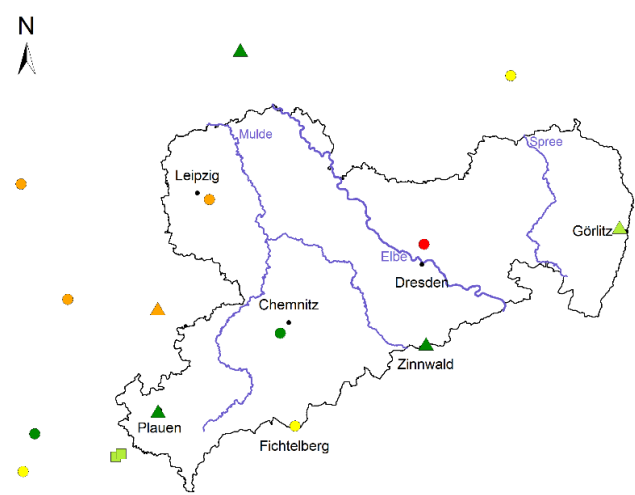 N
Mulde
Spree
Leipzig
Görlitz
Elbe
Dresden
Chemnitz
Zinnwald
Plauen
Fichtelberg